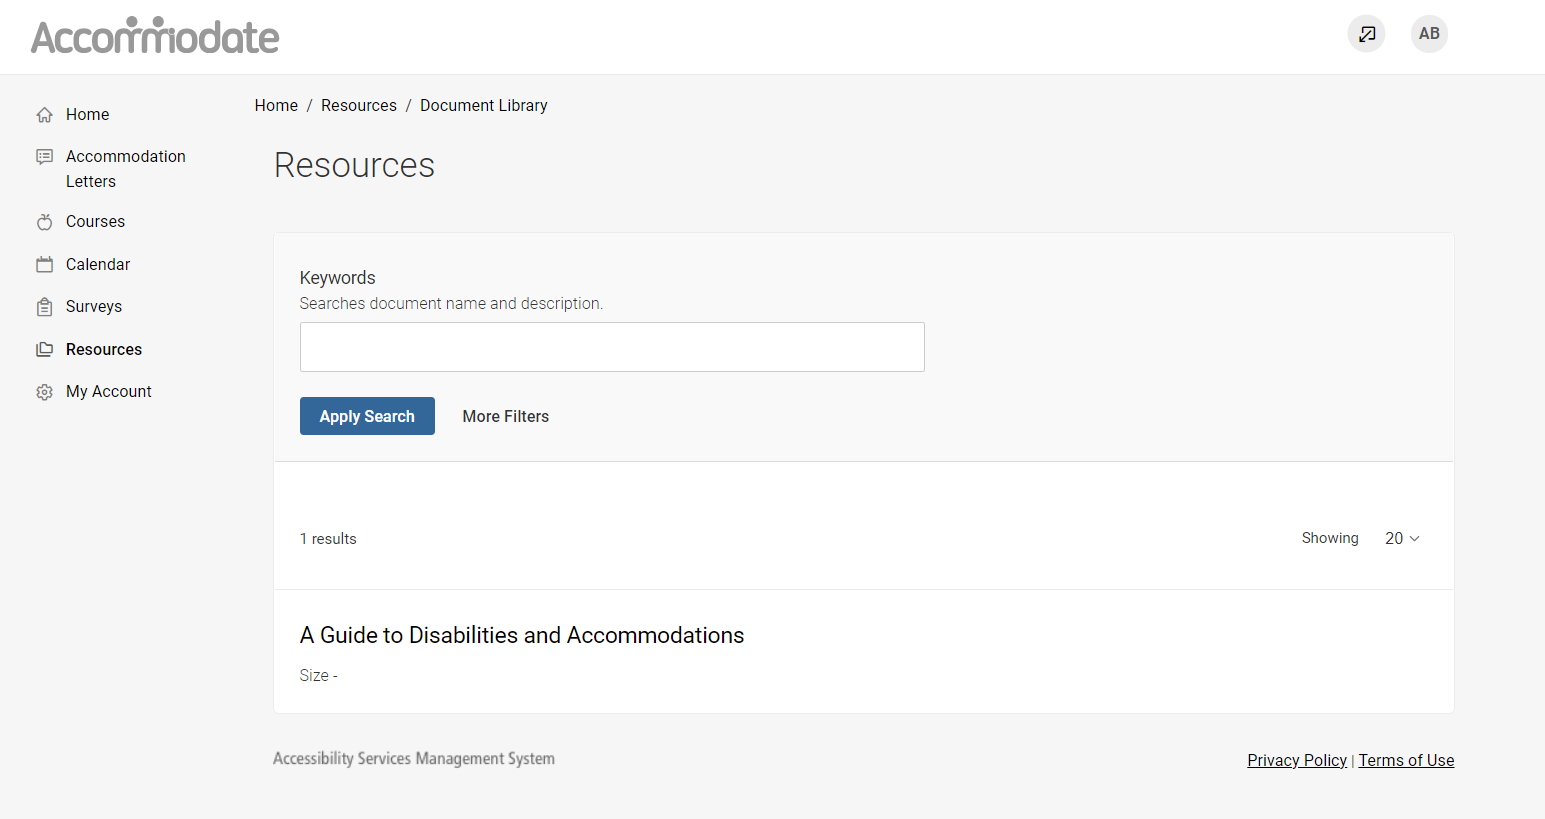 Accommodate
AB
Home
Accommodation
Letters
Courses
Calendar
Surveys
Resources
My Account
Home / Resources / Document Library
Resources
Keywords
Searches document name and description.
Apply Search
More Filters
1 results
Showing 20
A Guide to Disabilities and Accommodations
Size -
Accessibility Services Management System
Privacy Policy | Terms of Use